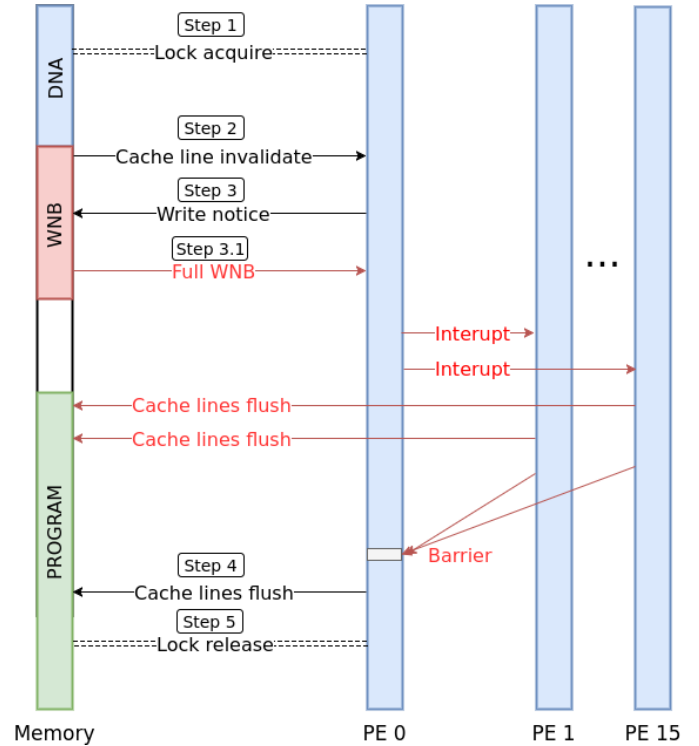 Step 1
Lock acquire
DNA
Step 2
Cache line invalidate
Step 3
Write notice
WNB
Step 3.1
Full WNB
...
Interupt
Interupt
Cache lines flush
Cache lines flush
PROGRAM
Barrier
Step 4
Cache lines flush
Step 5
Lock release
Memory PE 0 PE 1 PE 15